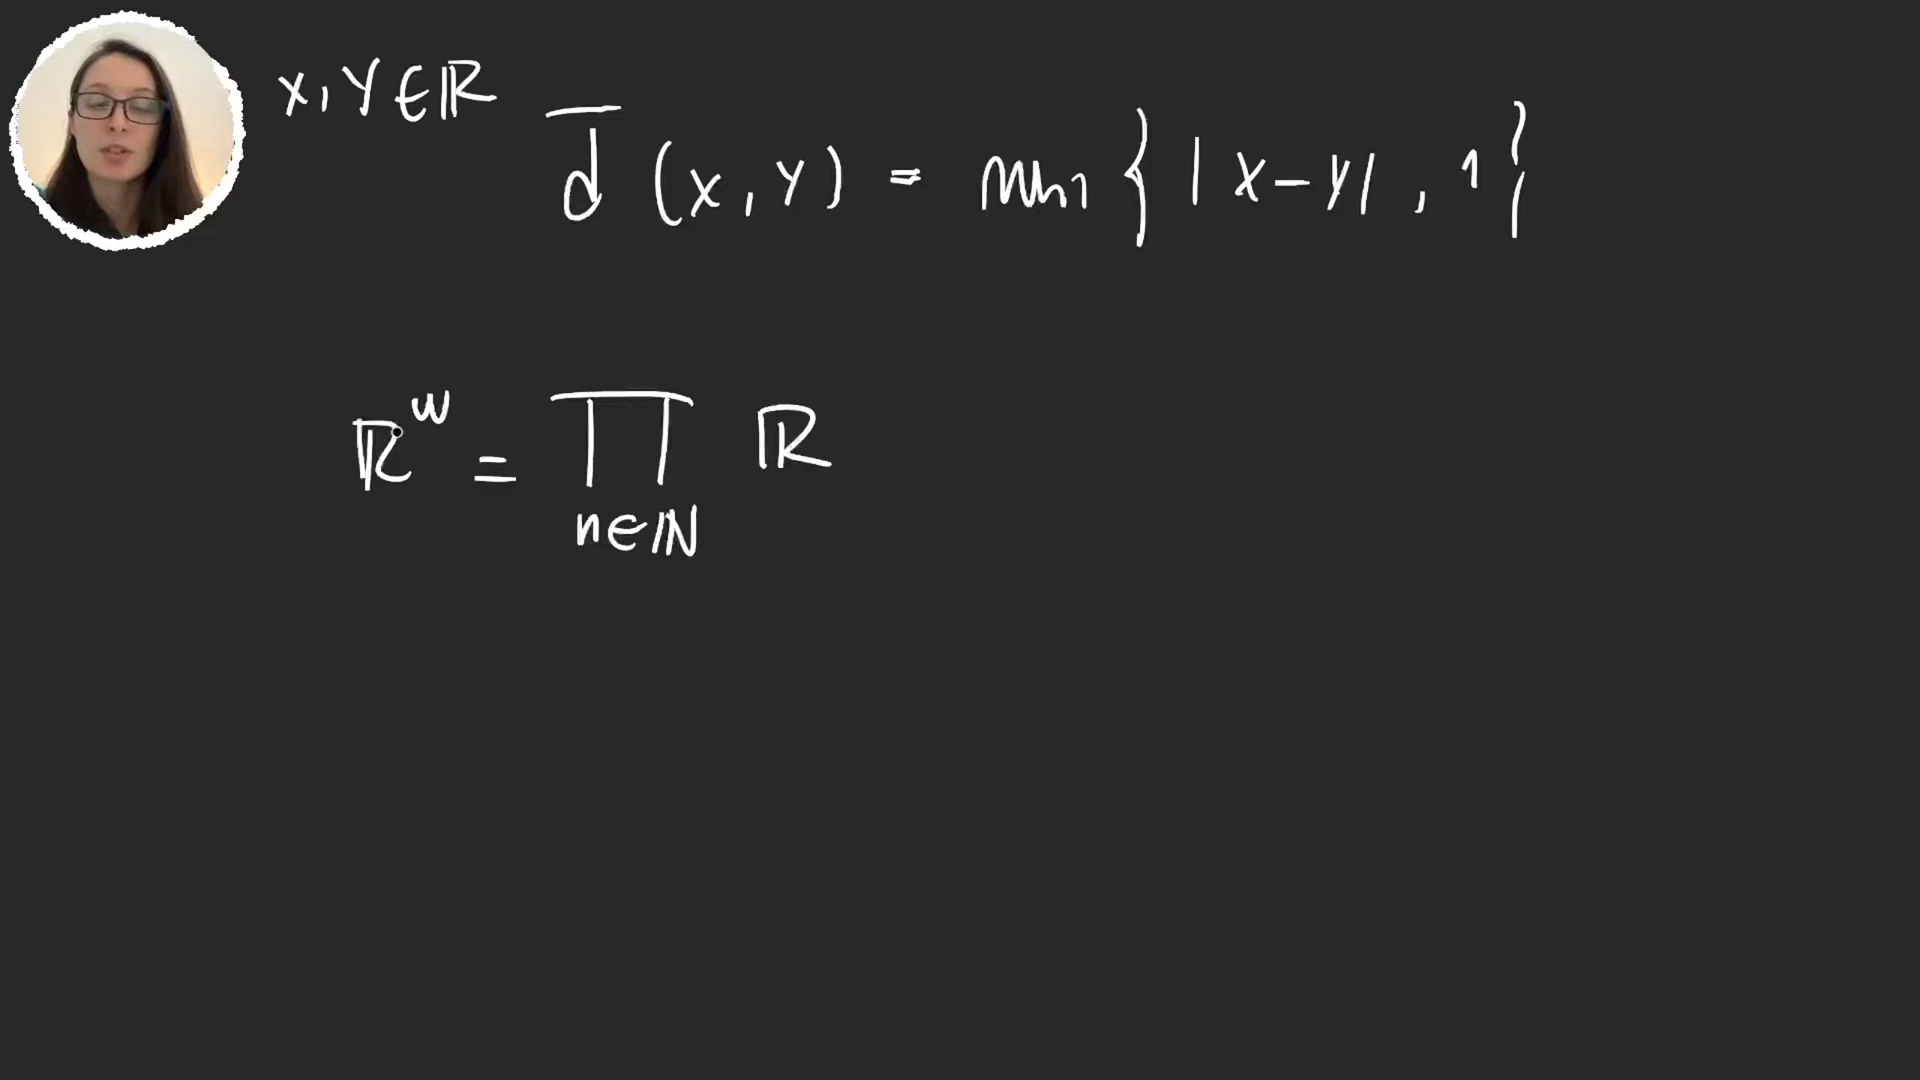 x, y ∈ ℝ
d̅ (x, y) = min { |x - y| , 1 }
ℝ^ω = ∏_{n∈ℕ} ℝ